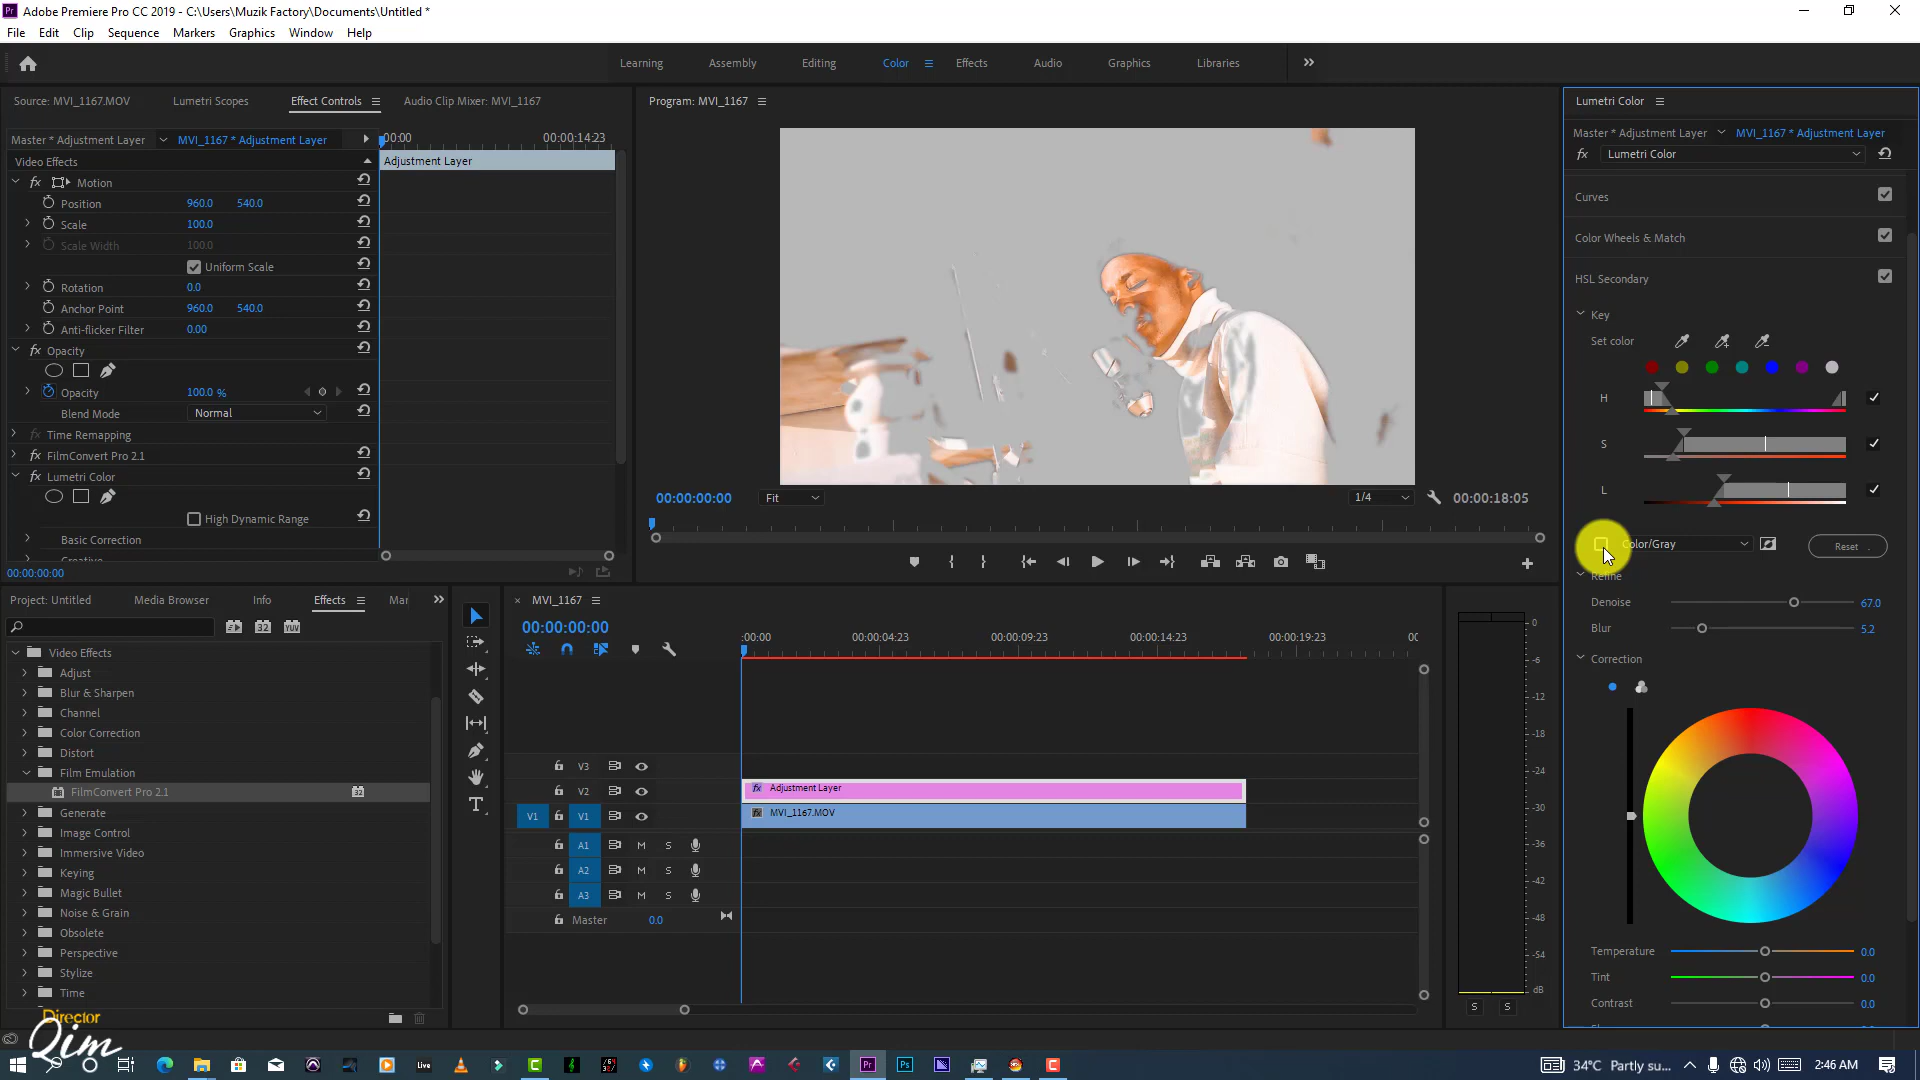 Adobe Premiere Pro CC 2019 - C:\Users\Muzik Factory\Documents\Untitled *
File Edit Clip Sequence Markers Graphics Window Help
Learning Assembly Editing Color Effects Audio Graphics Libraries
Source: MVI_1167.MOV Lumetri Scopes Effect Controls Audio Clip Mixer: MVI_1167
Master * Adjustment Layer MVI_1167 * Adjustment Layer
:00:00 00:00:14:23
Video Effects
Adjustment Layer
fx Motion
Position 960.0 540.0
Scale 100.0
Scale Width 100.0
Uniform Scale
Rotation 0.0
Anchor Point 960.0 540.0
Anti-flicker Filter 0.00
fx Opacity
Opacity 100.0 %
Blend Mode Normal
fx Time Remapping
fx FilmConvert Pro 2.1
fx Lumetri Color
High Dynamic Range
Basic Correction
Creative
00:00:00:00
Program: MVI_1167
00:00:00:00 Fit 1/4 00:00:18:05
Lumetri Color
Master * Adjustment Layer MVI_1167 * Adjustment Layer
fx Lumetri Color
Curves
Color Wheels & Match
HSL Secondary
Key
Set color
H
S
L
Color/Gray Reset
Refine
Denoise 67.0
Blur 5.2
Correction
Temperature 0.0
Tint 0.0
Contrast 0.0
Project: Untitled Media Browser Info Effects Mar
Video Effects
Adjust
Blur & Sharpen
Channel
Color Correction
Distort
Film Emulation
FilmConvert Pro 2.1
Generate
Image Control
Immersive Video
Keying
Magic Bullet
Noise & Grain
Obsolete
Perspective
Stylize
Time
MVI_1167
00:00:00:00
:00:00 00:00:04:23 00:00:09:23 00:00:14:23 00:00:19:23 00
V3
V2 fx Adjustment Layer
V1 V1 fx MVI_1167.MOV
A1 M S
A2 M S
A3 M S
Master 0.0
0
-6
-12
-18
-24
-30
-36
-42
-48
-54
dB
S S
Director
Qim
Live
Pr Ps
34°C Partly su... 2:46 AM